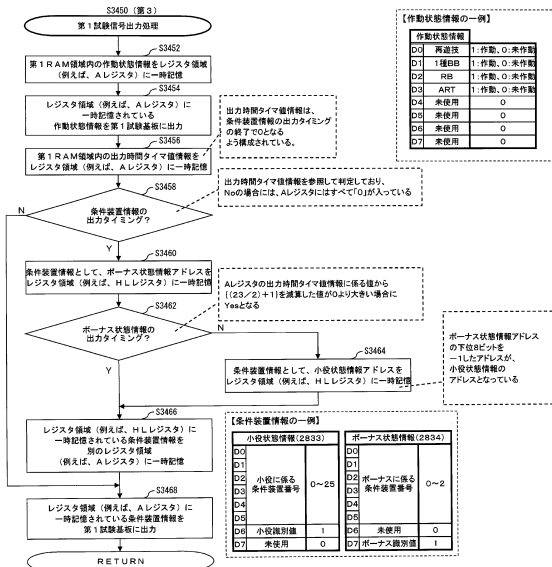 S3450（第３）
第１試験信号出力処理
S3452
第１RAM領域内の作動状態情報をレジスタ領域
（例えば、Aレジスタ）に一時記憶
S3454
レジスタ領域（例えば、Aレジスタ）に
一時記憶されている
作動状態情報を第１試験基板に出力
S3456
第１RAM領域内の出力時間タイマ値情報を
レジスタ領域（例えば、Aレジスタ）に一時記憶
出力時間タイマ値情報は、
条件装置情報の出力タイミング
の終了で０となる
よう構成されている。
S3458
N
条件装置情報の
出力タイミング？
Y
出力時間タイマ値情報を参照して判定しており、
Noの場合には、Aレジスタにはすべて「０」が入っている
S3460
条件装置情報として、ボーナス状態情報アドレスを
レジスタ領域（例えば、HLレジスタ）に一時記憶
S3462
ボーナス状態情報の
出力タイミング？
N
Y
Aレジスタの出力時間タイマ値情報に係る値から
{（２３／２）＋１}を減算した値が０より大きい場合に
Yesとなる
S3464
条件装置情報として、小役状態情報アドレスを
レジスタ領域（例えば、HLレジスタ）に一時記憶
ボーナス状態情報アドレス
の下位８ビットを
－１したアドレスが、
小役状態情報の
アドレスとなっている
S3466
レジスタ領域（例えば、HLレジスタ）に
一時記憶されている条件装置情報を
別のレジスタ領域
（例えば、Aレジスタ）に一時記憶
S3468
レジスタ領域（例えば、Aレジスタ）に
一時記憶されている条件装置情報を
第１試験基板に出力
RETURN
【作動状態情報の一例】
作動状態情報
D0 再遊技 1：作動、0：未作動
D1 1種BB 1：作動、0：未作動
D2 RB 1：作動、0：未作動
D3 ART 1：作動、0：未作動
D4 未使用 0
D5 未使用 0
D6 未使用 0
D7 未使用 0
【条件装置情報の一例】
小役状態情報（2833）
D0
D1
D2
D3
D4
D5
小役に係る
条件装置番号
0～25
D6 小役識別値 1
D7 未使用 0
ボーナス状態情報（2834）
D0
D1
D2
D3
D4
D5
ボーナスに係る
条件装置番号
0～2
D6 未使用 0
D7 ボーナス識別値 1